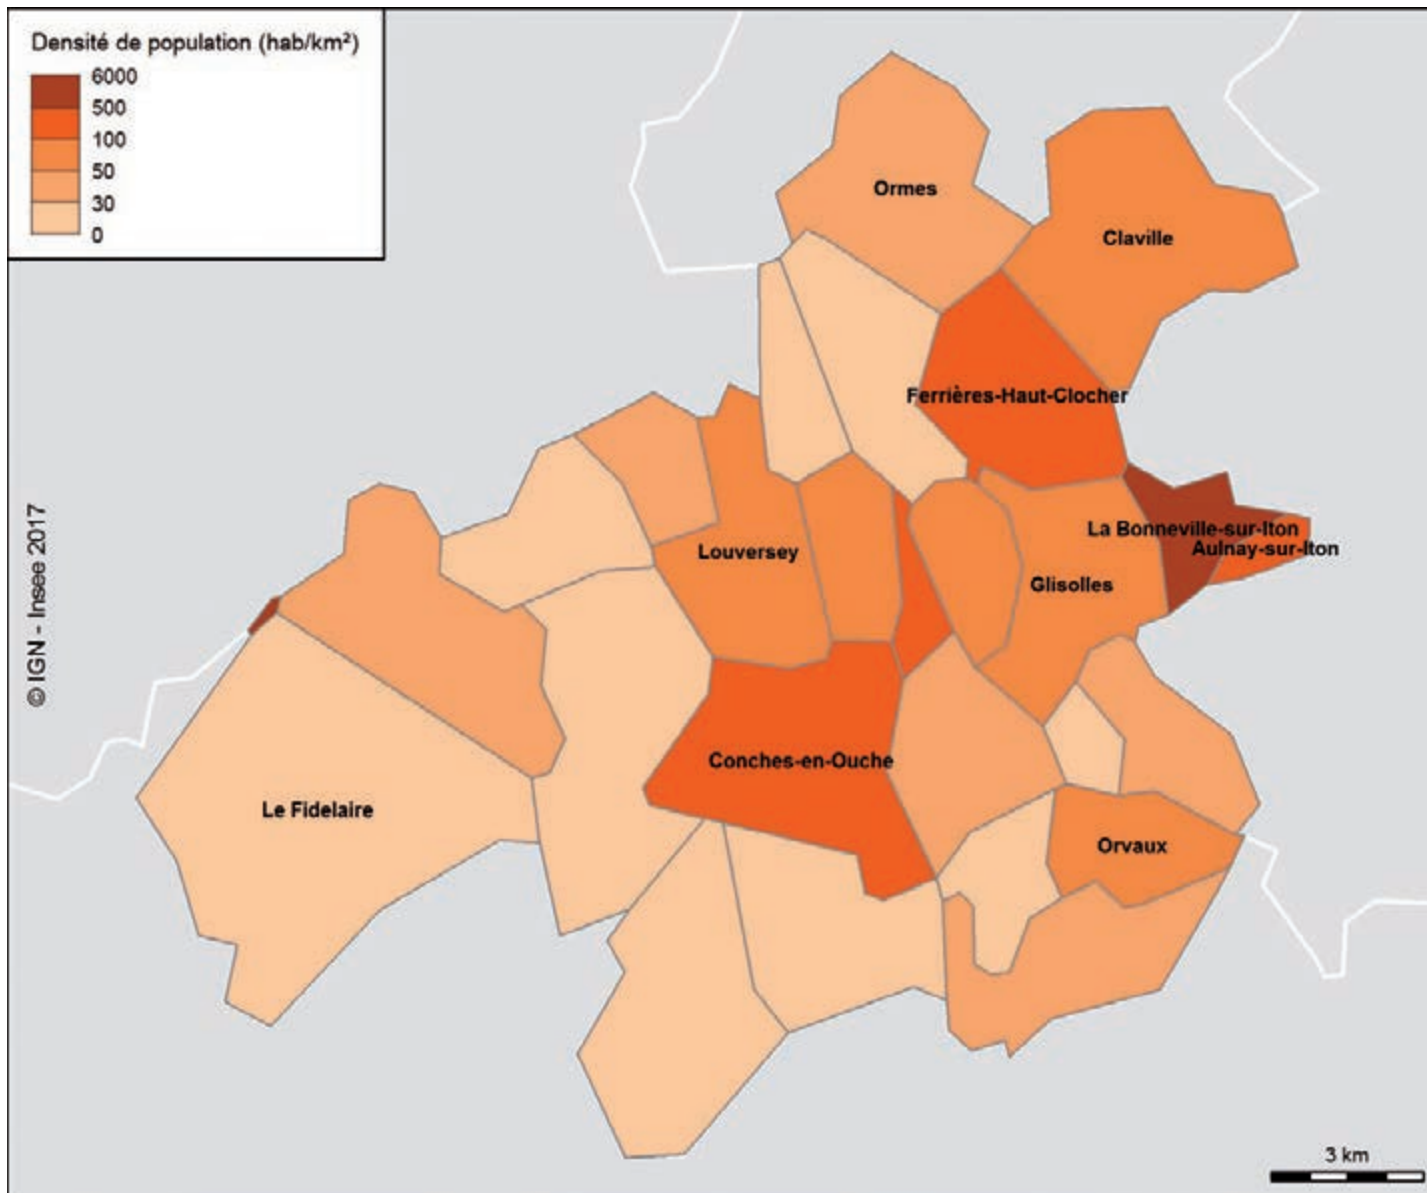 Densité de population (hab/km²)
6000
500
100
50
30
0
Ormes
Claville
Ferrières-Haut-Clocher
La Bonneville-sur-Iton
Aulnay-sur-Iton
Louversey
Glisolles
© IGN - Insee 2017
Conches-en-Ouche
Le Fidelaire
Orvaux
3 km